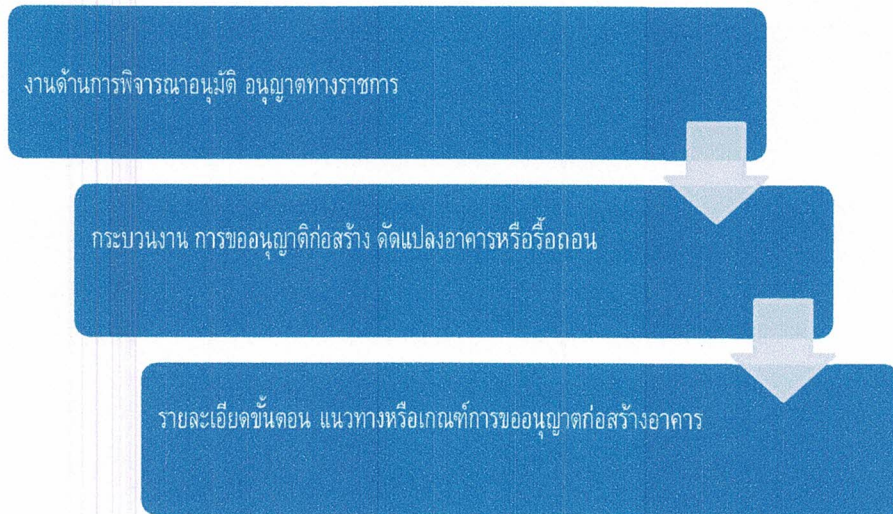 งานด้านการพิจารณาอนุมัติ อนุญาตทางราชการ
กระบวนงาน การขออนุญาติก่อสร้าง ดัดแปลงอาคารหรือรื้อถอน
รายละเอียดขั้นตอน แนวทางหรือเกณฑ์การขออนุญาตก่อสร้างอาคาร